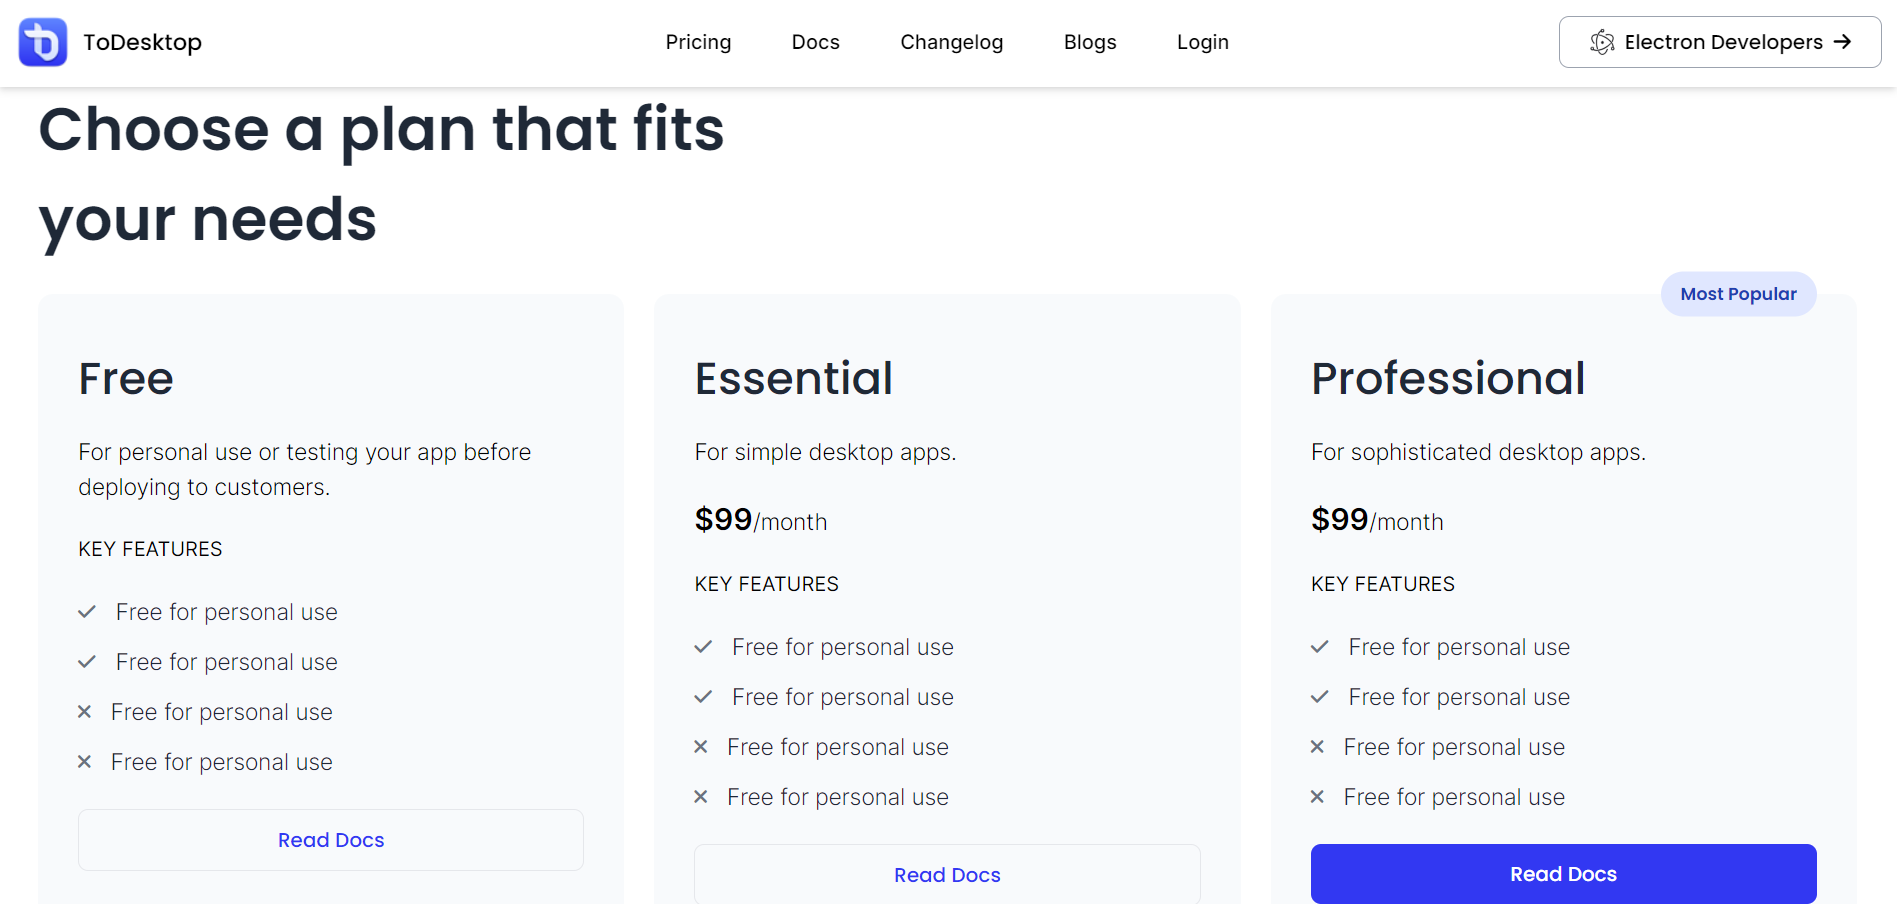 ToDesktop
Pricing
Docs
Changelog
Blogs
Login
Electron Developers
Choose a plan that fits
your needs
Free
For personal use or testing your app before
deploying to customers.
KEY FEATURES
Free for personal use
Free for personal use
Free for personal use
Free for personal use
Read Docs
Essential
For simple desktop apps.
$99/month
KEY FEATURES
Free for personal use
Free for personal use
Free for personal use
Free for personal use
Read Docs
Most Popular
Professional
For sophisticated desktop apps.
$99/month
KEY FEATURES
Free for personal use
Free for personal use
Free for personal use
Free for personal use
Read Docs